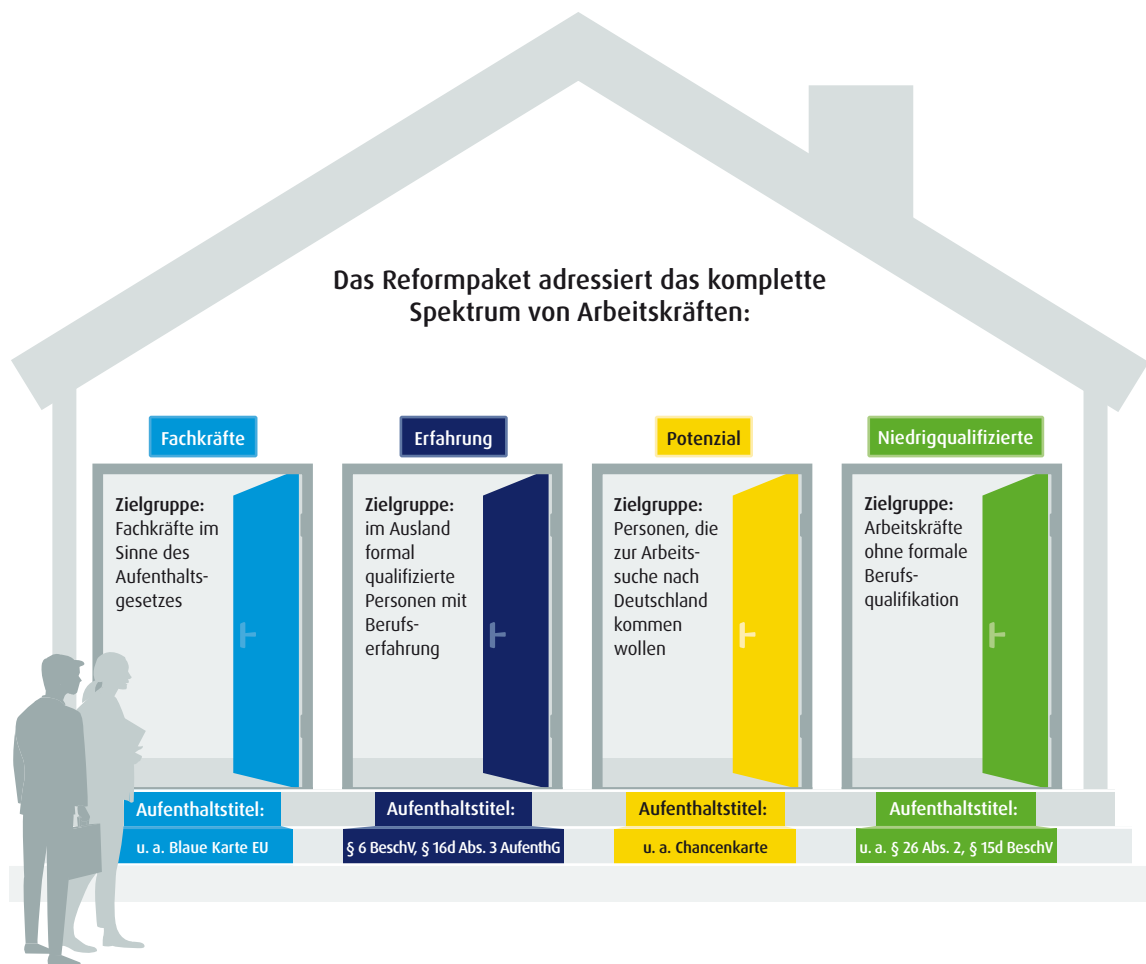 Das Reformpaket adressiert das komplette
Spektrum von Arbeitskräften:
Fachkräfte
Zielgruppe:
Fachkräfte im
Sinne des
Aufenthalts-
gesetzes
Aufenthaltstitel:
u. a. Blaue Karte EU
Erfahrung
Zielgruppe:
im Ausland
formal
qualifizierte
Personen mit
Berufs-
erfahrung
Aufenthaltstitel:
§ 6 BeschV, § 16d Abs. 3 AufenthG
Potenzial
Zielgruppe:
Personen, die
zur Arbeits-
suche nach
Deutschland
kommen
wollen
Aufenthaltstitel:
u. a. Chancenkarte
Niedrigqualifizierte
Zielgruppe:
Arbeitskräfte
ohne formale
Berufs-
qualifikation
Aufenthaltstitel:
u. a. § 26 Abs. 2, § 15d BeschV